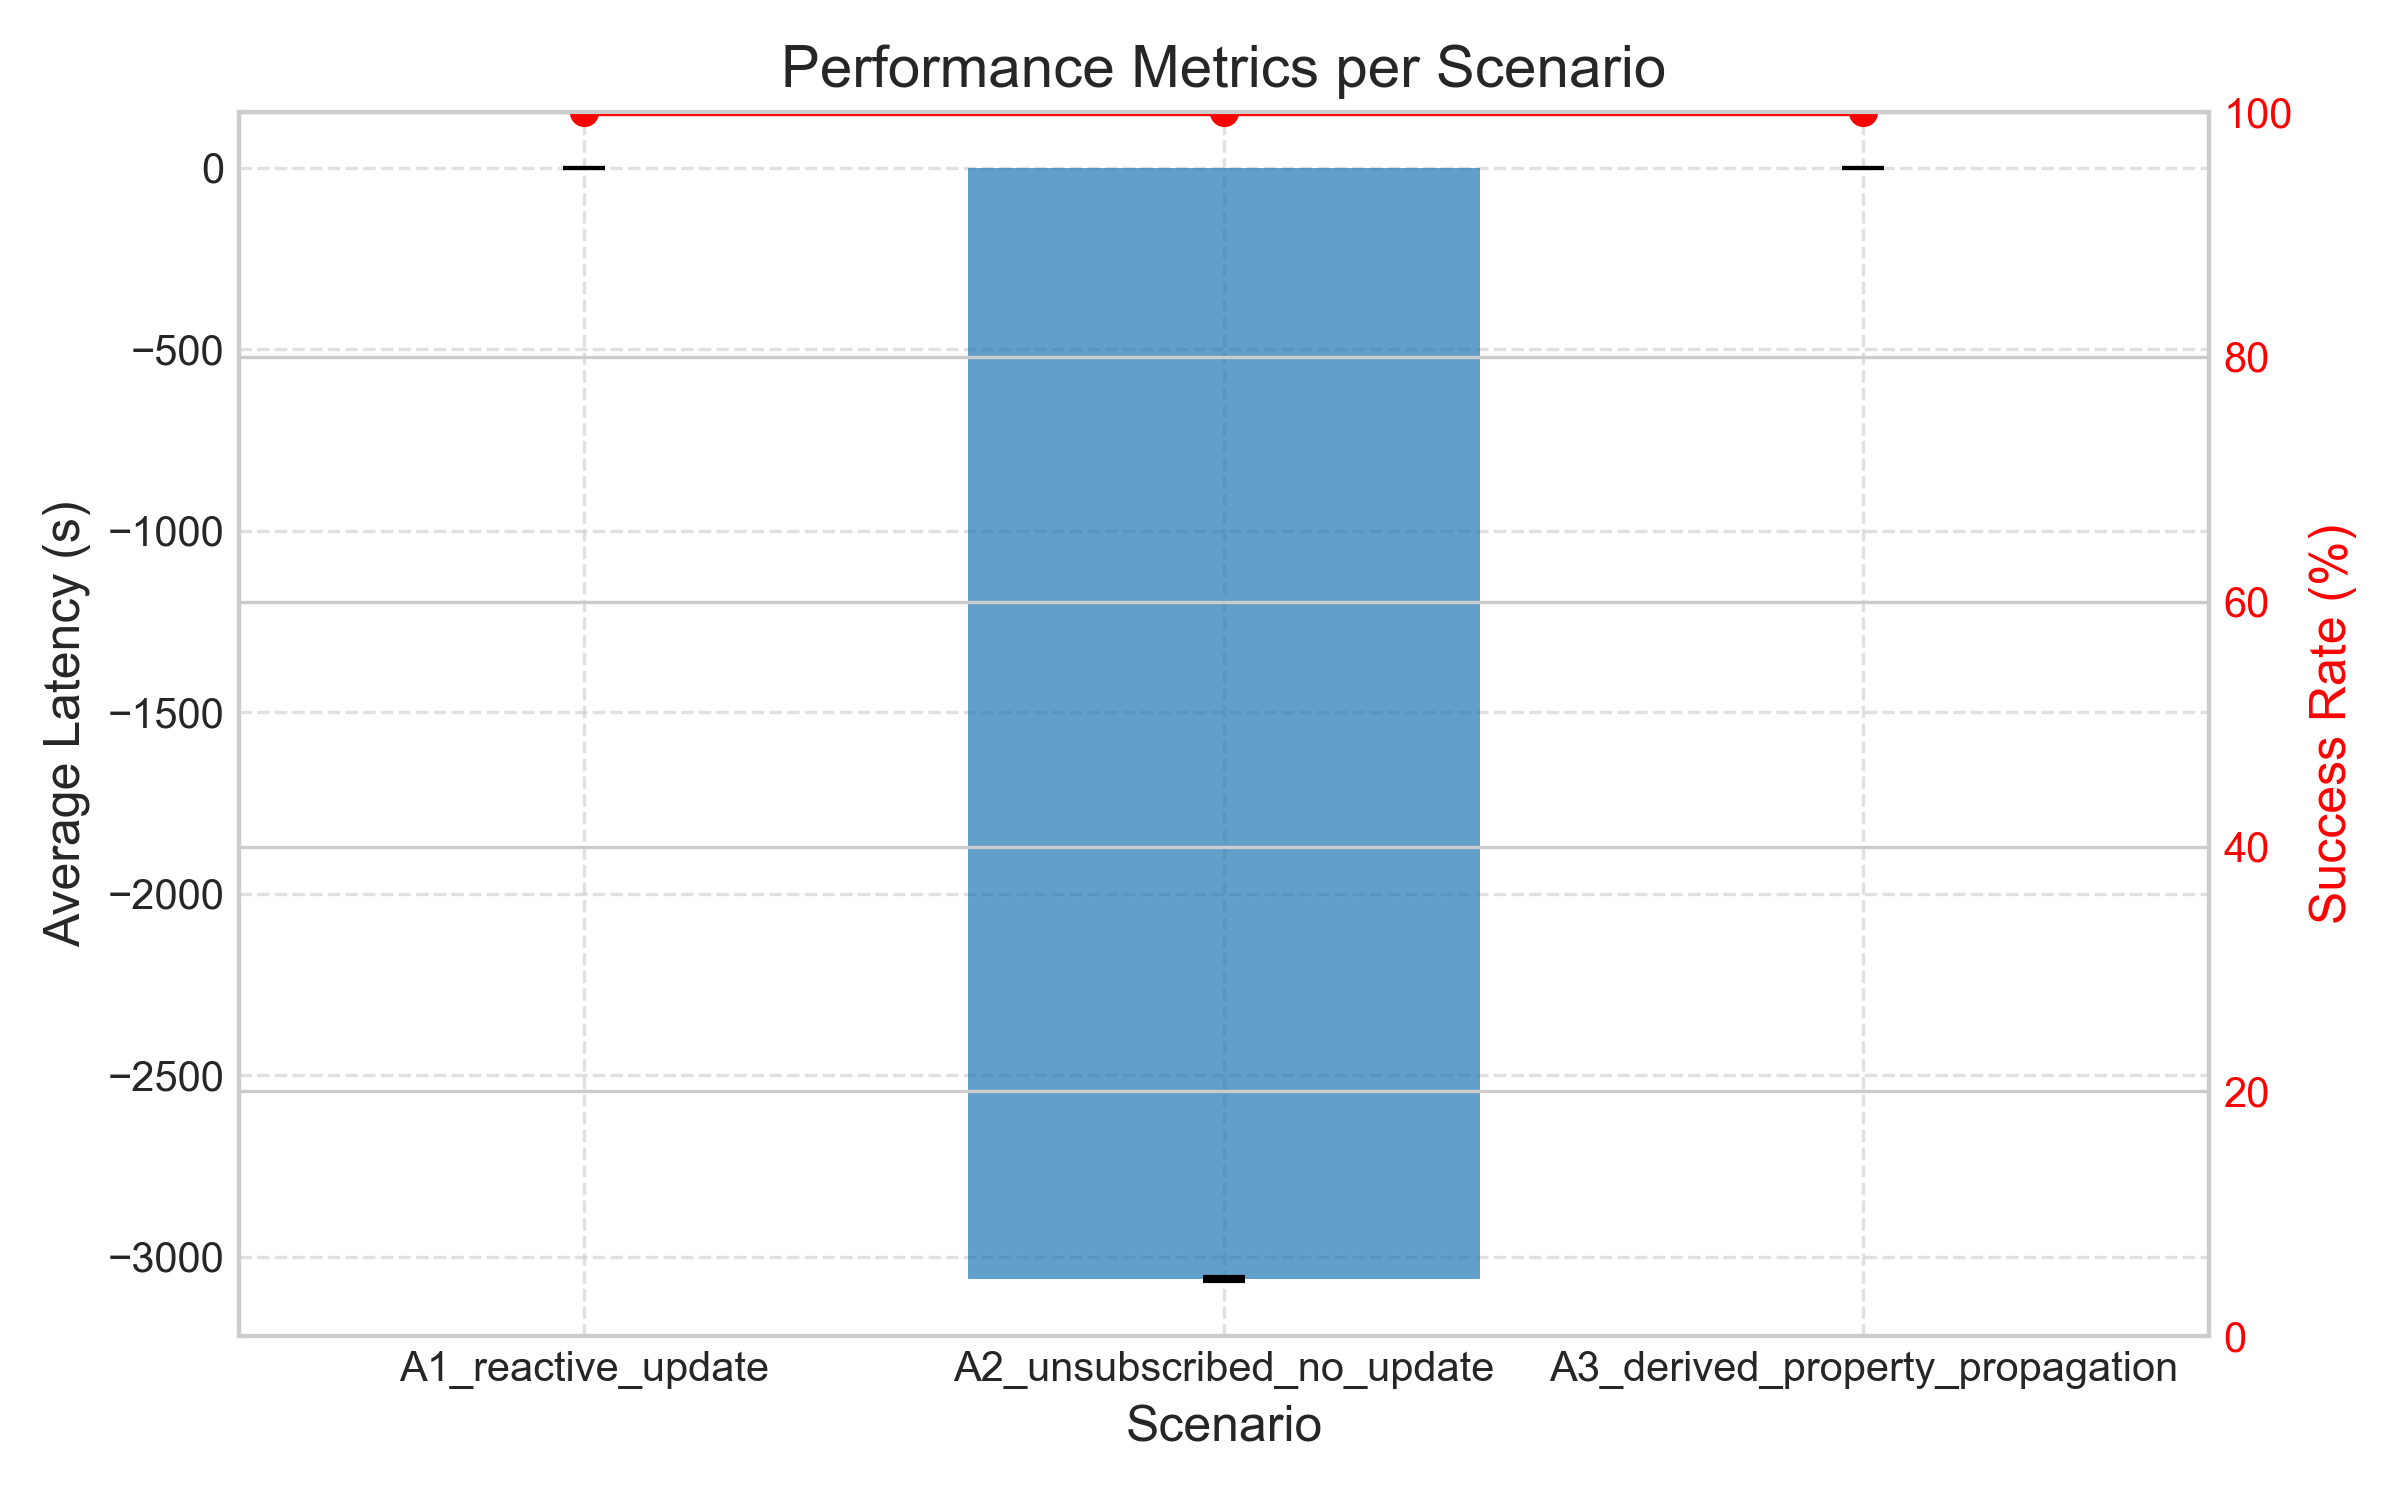 Performance Metrics per Scenario
0
−500
−1000
−1500
−2000
−2500
−3000
Average Latency (s)
100
80
60
40
20
0
Success Rate (%)
A1_reactive_update
A2_unsubscribed_no_update
A3_derived_property_propagation
Scenario